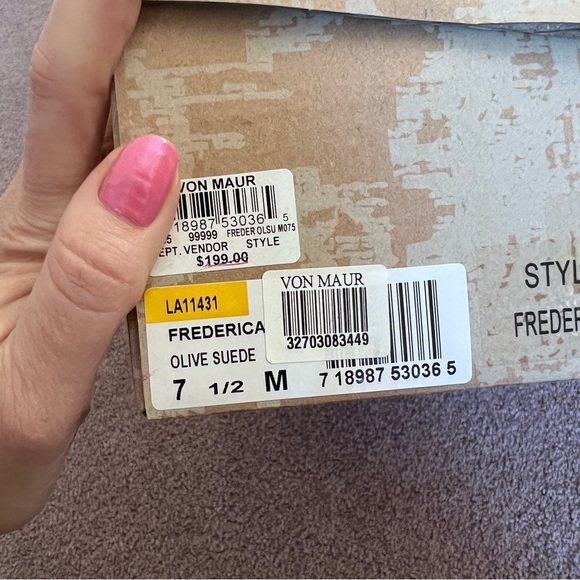 VON MAUR
18987 53036 5
5 99999 FREDER OLSU M075
EPT. VENDOR STYLE
$199.00
LA11431
FREDERICA
OLIVE SUEDE
7 1/2 M
VON MAUR
32703083449
7 18987 53036 5
STYL
FREDER